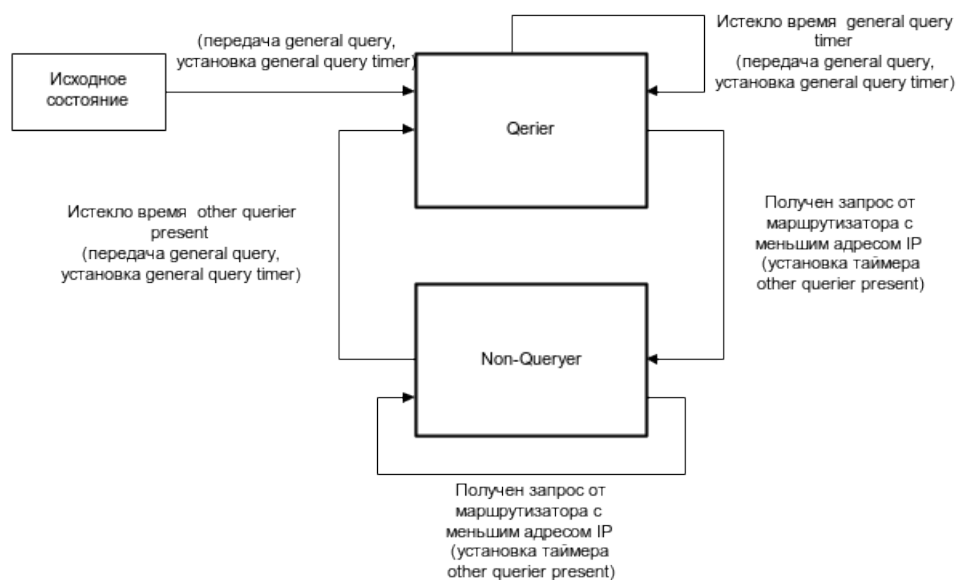 (передача general query,
установка general query timer)
Исходное
состояние
Истекло время general query
timer
(передача general query,
установка general query timer)
Qerier
Истекло время other querier
present
(передача general query,
установка general query timer)
Получен запрос от
маршрутизатора с
меньшим адресом IP
(установка таймера
other querier present)
Non-Queryer
Получен запрос от
маршрутизатора с
меньшим адресом IP
(установка таймера
other querier present)